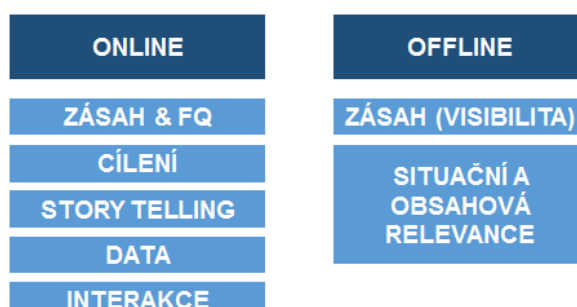 ONLINE
ZÁSAH & FQ
CÍLENÍ
STORY TELLING
DATA
INTERAKCE
OFFLINE
ZÁSAH (VISIBILITA)
SITUAČNÍ A
OBSAHOVÁ
RELEVANCE